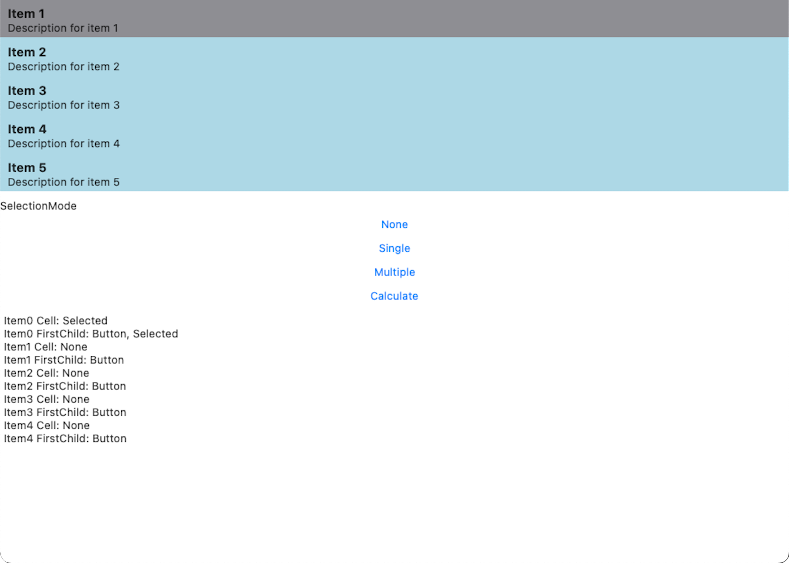 Item 1
Description for item 1
Item 2
Description for item 2
Item 3
Description for item 3
Item 4
Description for item 4
Item 5
Description for item 5
SelectionMode
None
Single
Multiple
Calculate
Item0 Cell: Selected
Item0 FirstChild: Button, Selected
Item1 Cell: None
Item1 FirstChild: Button
Item2 Cell: None
Item2 FirstChild: Button
Item3 Cell: None
Item3 FirstChild: Button
Item4 Cell: None
Item4 FirstChild: Button